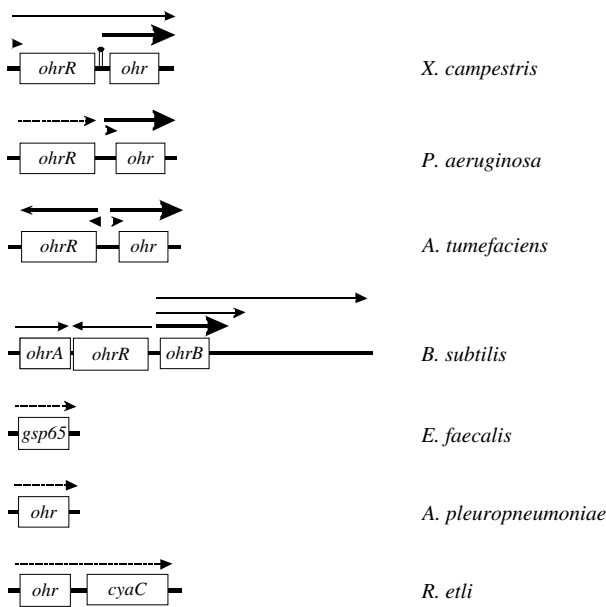 ohrR ohr X. campestris
ohrR ohr P. aeruginosa
ohrR ohr A. tumefaciens
ohrA ohrR ohrB B. subtilis
gsp65 E. faecalis
ohr A. pleuropneumoniae
ohr cyaC R. etli